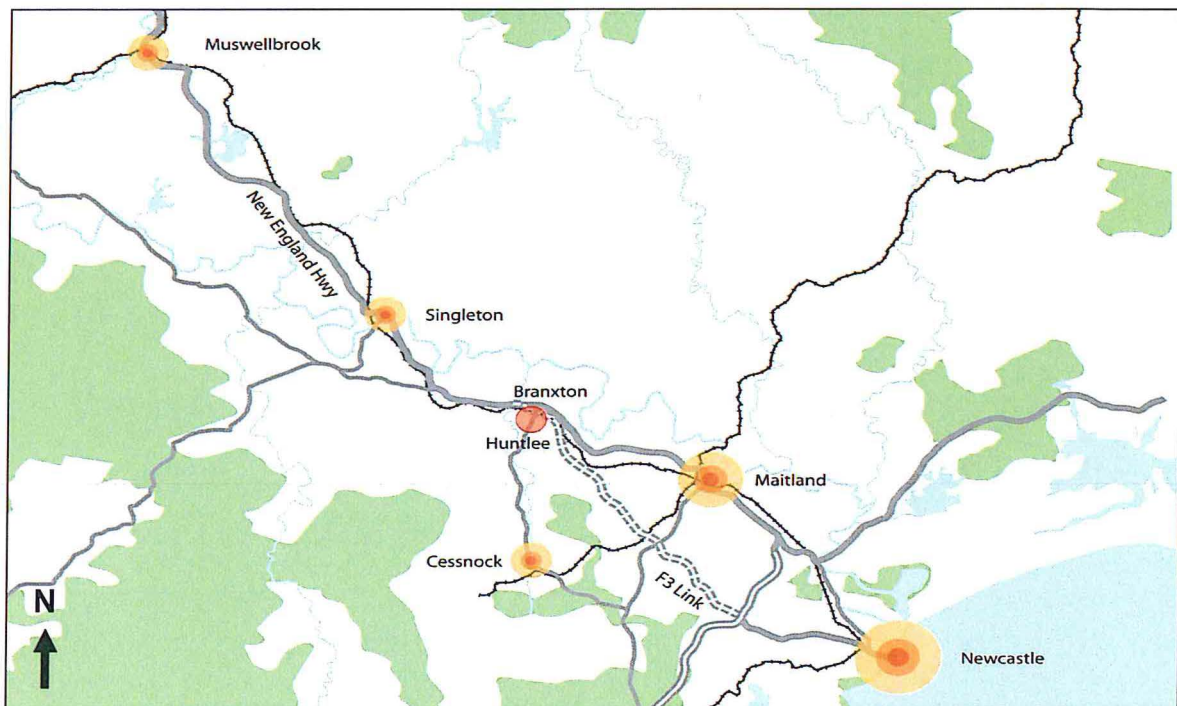 Muswellbrook
New England Hwy
Singleton
Branxton
Huntlee
Maitland
Cessnock
F3 Link
N
Newcastle